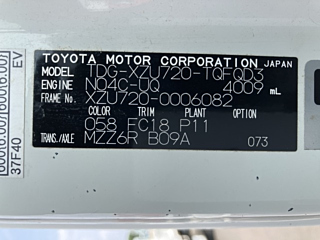 TOYOTA MOTOR CORPORATION JAPAN
MODEL TDG-XZU720-TQFQD3
ENGINE N04C-UQ 4009 mL
FRAME No. XZU720-0006082
COLOR TRIM PLANT
058 FC18 P11
TRANS./AXLE MZZ6R B09A 073
37F40 EV